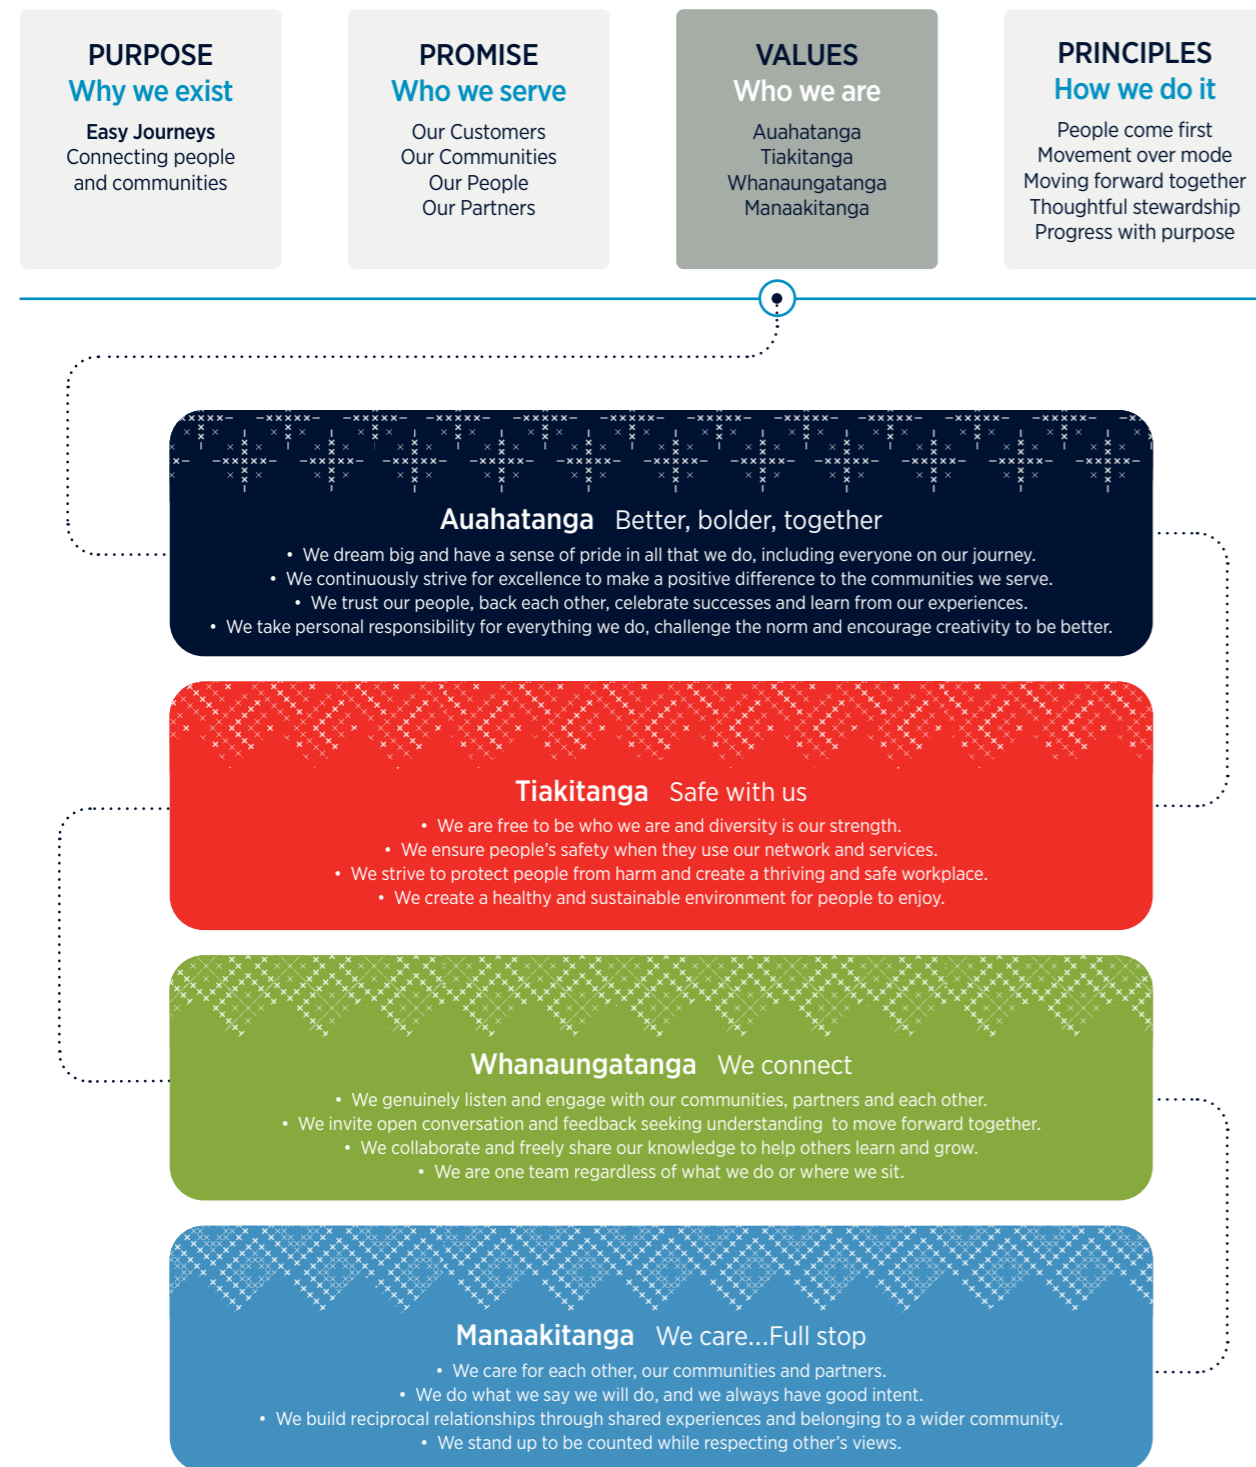 PURPOSE
Why we exist
Easy Journeys
Connecting people
and communities
PROMISE
Who we serve
Our Customers
Our Communities
Our People
Our Partners
VALUES
Who we are
Auahatanga
Tiakitanga
Whanaungatanga
Manaakitanga
PRINCIPLES
How we do it
People come first
Movement over mode
Moving forward together
Thoughtful stewardship
Progress with purpose
Auahatanga Better, bolder, together
• We dream big and have a sense of pride in all that we do, including everyone on our journey.
• We continuously strive for excellence to make a positive difference to the communities we serve.
• We trust our people, back each other, celebrate successes and learn from our experiences.
• We take personal responsibility for everything we do, challenge the norm and encourage creativity to be better.
Tiakitanga Safe with us
• We are free to be who we are and diversity is our strength.
• We ensure people's safety when they use our network and services.
• We strive to protect people from harm and create a thriving and safe workplace.
• We create a healthy and sustainable environment for people to enjoy.
Whanaungatanga We connect
• We genuinely listen and engage with our communities, partners and each other.
• We invite open conversation and feedback seeking understanding to move forward together.
• We collaborate and freely share our knowledge to help others learn and grow.
• We are one team regardless of what we do or where we sit.
Manaakitanga We care...Full stop
• We care for each other, our communities and partners.
• We do what we say we will do, and we always have good intent.
• We build reciprocal relationships through shared experiences and belonging to a wider community.
• We stand up to be counted while respecting other's views.